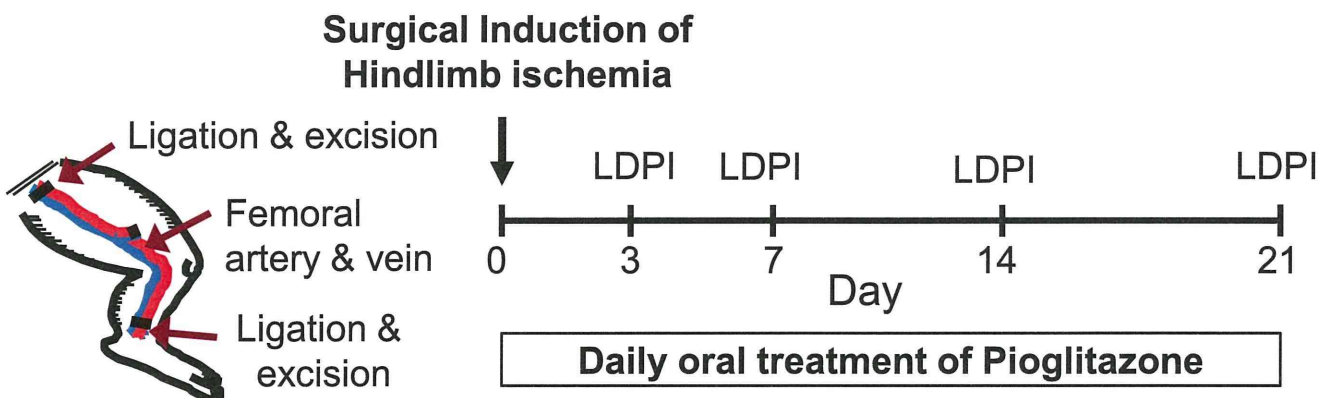 Surgical Induction of
Hindlimb ischemia
Ligation & excision
Femoral
artery & vein
Ligation &
excision
LDPI LDPI LDPI LDPI
0 3 7 14 21
Day
Daily oral treatment of Pioglitazone